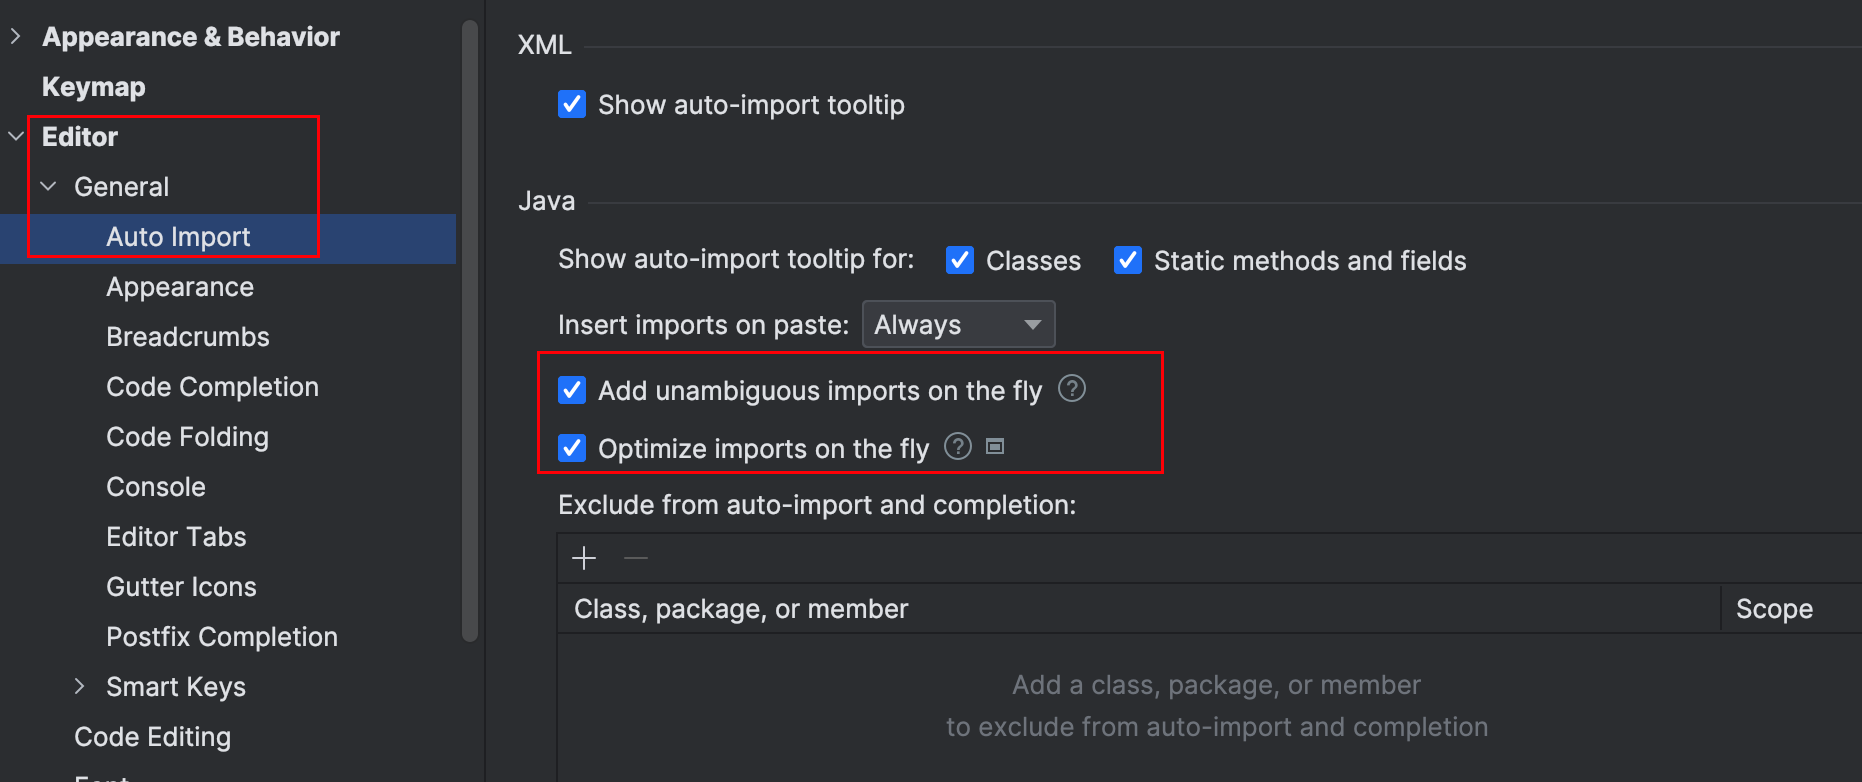 Appearance & Behavior
Keymap
Editor
General
Auto Import
Appearance
Breadcrumbs
Code Completion
Code Folding
Console
Editor Tabs
Gutter Icons
Postfix Completion
Smart Keys
Code Editing
XML
Show auto-import tooltip
Java
Show auto-import tooltip for: Classes Static methods and fields
Insert imports on paste: Always
Add unambiguous imports on the fly ?
Optimize imports on the fly ?
Exclude from auto-import and completion:
Class, package, or member Scope
Add a class, package, or member
to exclude from auto-import and completion